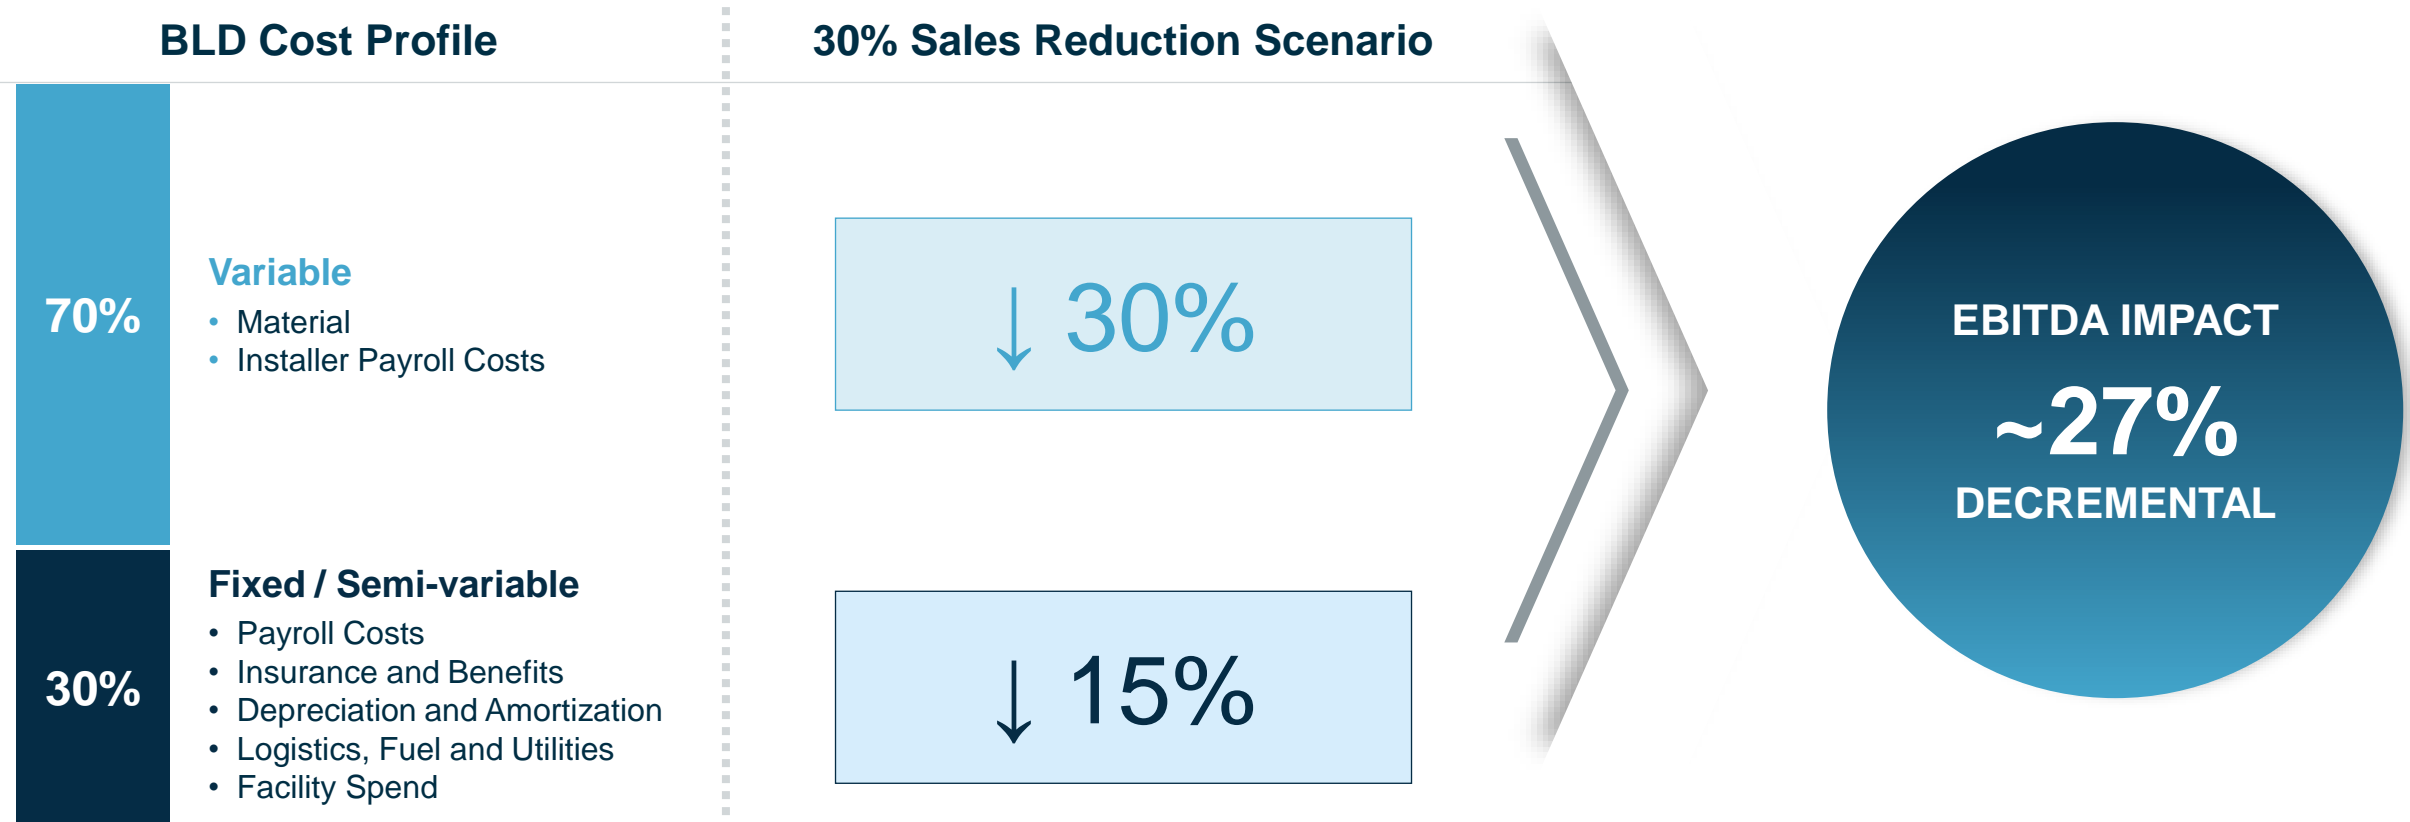 BLD Cost Profile
30% Sales Reduction Scenario
70%
Variable
• Material
• Installer Payroll Costs
↓ 30%
30%
Fixed / Semi-variable
• Payroll Costs
• Insurance and Benefits
• Depreciation and Amortization
• Logistics, Fuel and Utilities
• Facility Spend
↓ 15%
EBITDA IMPACT
~27%
DECREMENTAL